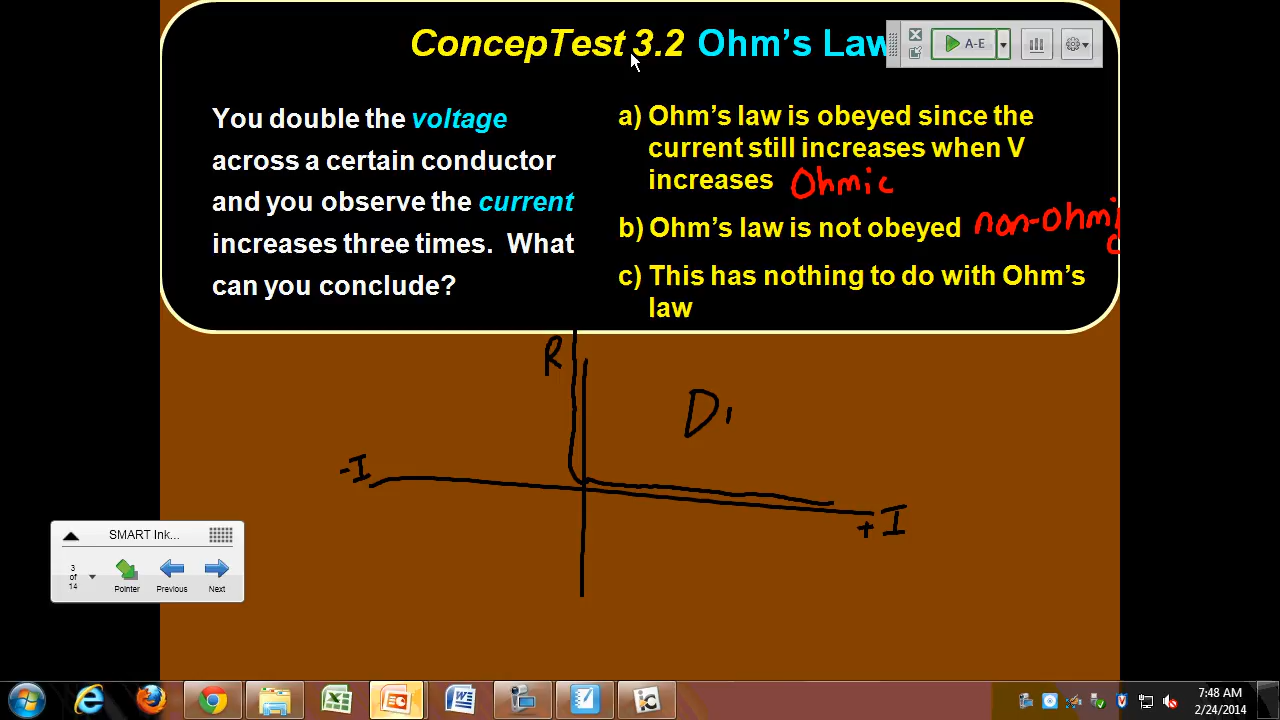 ConcepTest 3.2 Ohm's Law
A-E
You double the voltage
across a certain conductor
and you observe the current
increases three times. What
can you conclude?
a) Ohm's law is obeyed since the
current still increases when V
increases Ohmic
b) Ohm's law is not obeyed non-ohmic
c) This has nothing to do with Ohm's
law
R
-I
+ I
SMART Ink...
3
of
14
Pointer
Previous
Next
7:48 AM
2/24/2014